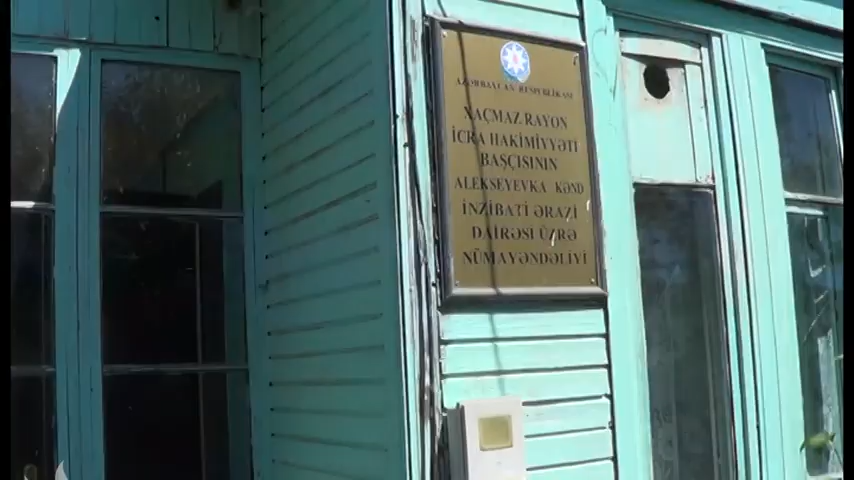 AZƏRBAYCAN RESPUBLİKASI
XAÇMAZ RAYON
İCRA HAKİMİYYƏTİ
BAŞÇISININ
ALEKSEYEVKA KƏND
İNZİBATİ ƏRAZİ
DAİRƏSİ ÜZRƏ
NÜMAYƏNDƏLİYİ